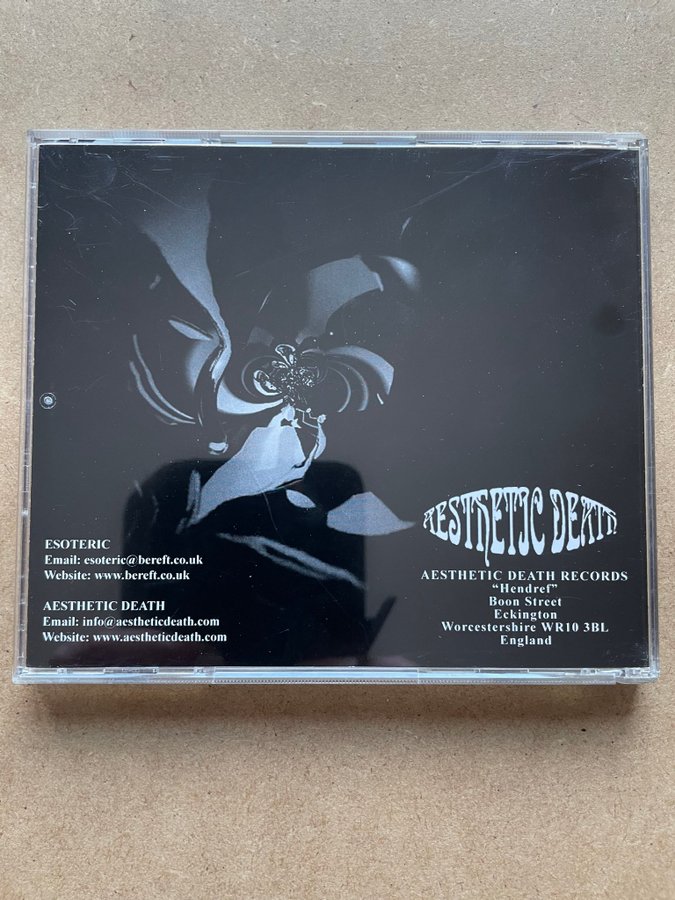 ESOTERIC
Email: esoteric@bereft.co.uk
Website: www.bereft.co.uk
AESTHETIC DEATH
Email: info@aestheticdeath.com
Website: www.aestheticdeath.com
AESTHETIC DEATH
AESTHETIC DEATH RECORDS
“Hendref”
Boon Street
Eckington
Worcestershire WR10 3BL
England